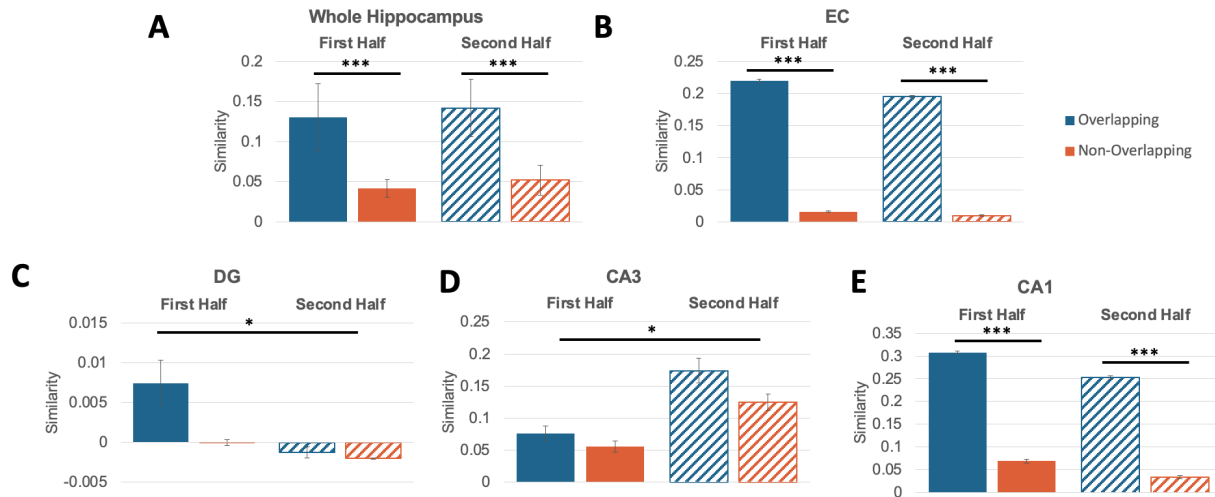 A
Whole Hippocampus
First Half
Second Half
***
***
0.2
0.15
0.1
0.05
0
Similarity
B
EC
First Half
Second Half
***
***
0.25
0.2
0.15
0.1
0.05
0
Similarity
Overlapping
Non-Overlapping
C
DG
First Half
Second Half
*
0.015
0.01
0.005
0
-0.005
Similarity
D
CA3
First Half
Second Half
*
0.25
0.2
0.15
0.1
0.05
0
Similarity
E
CA1
First Half
Second Half
***
***
0.35
0.3
0.25
0.2
0.15
0.1
0.05
0
Similarity